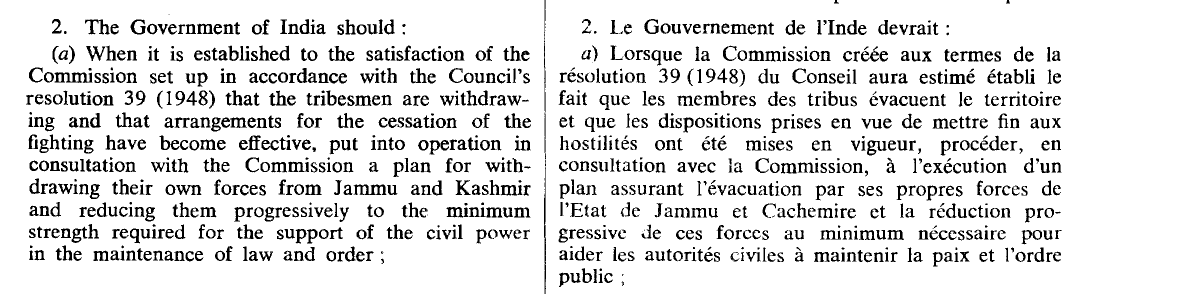 2. The Government of India should :
(a) When it is established to the satisfaction of the
Commission set up in accordance with the Council's
resolution 39 (1948) that the tribesmen are withdraw-
ing and that arrangements for the cessation of the
fighting have become effective, put into operation in
consultation with the Commission a plan for with-
drawing their own forces from Jammu and Kashmir
and reducing them progressively to the minimum
strength required for the support of the civil power
in the maintenance of law and order ;
2. Le Gouvernement de l'Inde devrait :
a) Lorsque la Commission créée aux termes de la
résolution 39 (1948) du Conseil aura estimé établi le
fait que les membres des tribus évacuent le territoire
et que les dispositions prises en vue de mettre fin aux
hostilités ont été mises en vigueur, procéder, en
consultation avec la Commission, à l'exécution d'un
plan assurant l'évacuation par ses propres forces de
l'Etat de Jammu et Cachemire et la réduction pro-
gressive de ces forces au minimum nécessaire pour
aider les autorités civiles à maintenir la paix et l'ordre
public ;